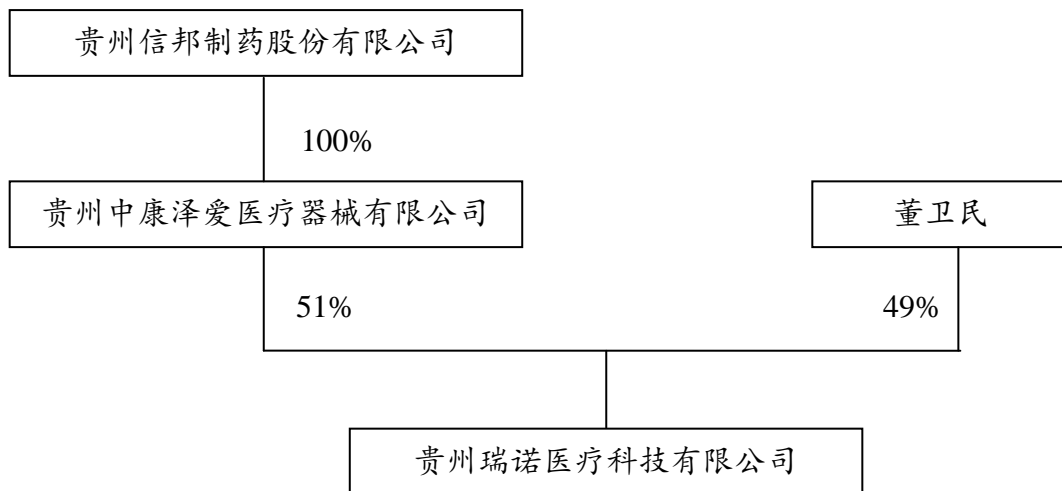 贵州信邦制药股份有限公司
100%
贵州中康泽爱医疗器械有限公司
董卫民
51%
49%
贵州瑞诺医疗科技有限公司